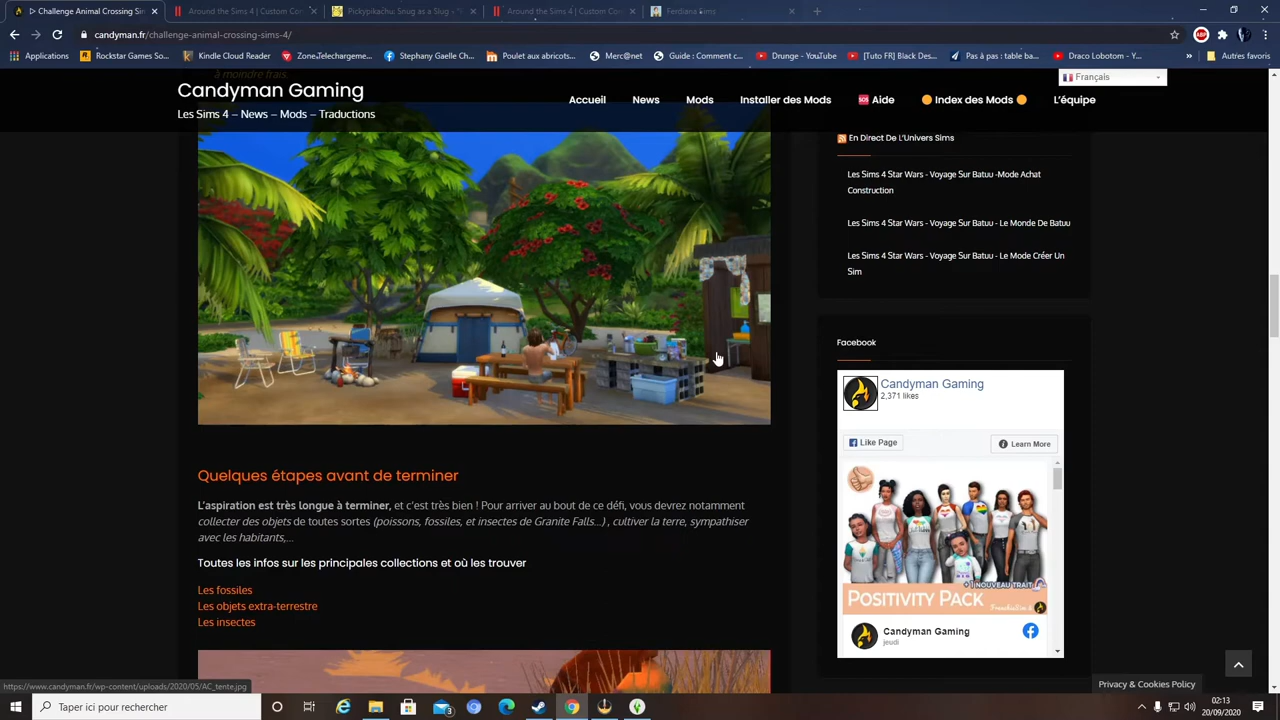 Challenge Animal Crossing Sim
Around the Sims 4 | Custom Con
Pickypikachu: Snug as a Slug - "
Around the Sims 4 | Custom Con
Ferdiana Sims
candyman.fr/challenge-animal-crossing-sims-4/
Applications
Rockstar Games So...
Kindle Cloud Reader
ZoneTelechargeme...
Stephany Gaelle Ch...
Poulet aux abricots...
Merc@net
Guide : Comment c...
Drunge - YouTube
[Tuto FR] Black Des...
Pas à pas : table ba...
Draco Lobotom - Y...
»
Autres favoris
à moindre frais.
Candyman Gaming
Les Sims 4 – News – Mods – Traductions
Français
Accueil
News
Mods
Installer des Mods
SOS Aide
Index des Mods
L'équipe
En Direct De L'Univers Sims
Les Sims 4 Star Wars - Voyage Sur Batuu -Mode Achat
Construction
Les Sims 4 Star Wars - Voyage Sur Batuu - Le Monde De Batuu
Les Sims 4 Star Wars - Voyage Sur Batuu - Le Mode Créer Un
Sim
Facebook
Candyman Gaming
2,371 likes
Like Page
Learn More
+1 NOUVEAU TRAIT
POSITIVITY PACK
Candyman Gaming
jeudi
Quelques étapes avant de terminer
L'aspiration est très longue à terminer, et c'est très bien ! Pour arriver au bout de ce défi, vous devrez notamment
collecter des objets de toutes sortes (poissons, fossiles, et insectes de Granite Falls...) , cultiver la terre, sympathiser
avec les habitants,...
Toutes les infos sur les principales collections et où les trouver
Les fossiles
Les objets extra-terrestre
Les insectes
https://www.candyman.fr/wp-content/uploads/2020/05/AC_tente.jpg
Privacy & Cookies Policy
Taper ici pour rechercher
02:13
20/09/2020